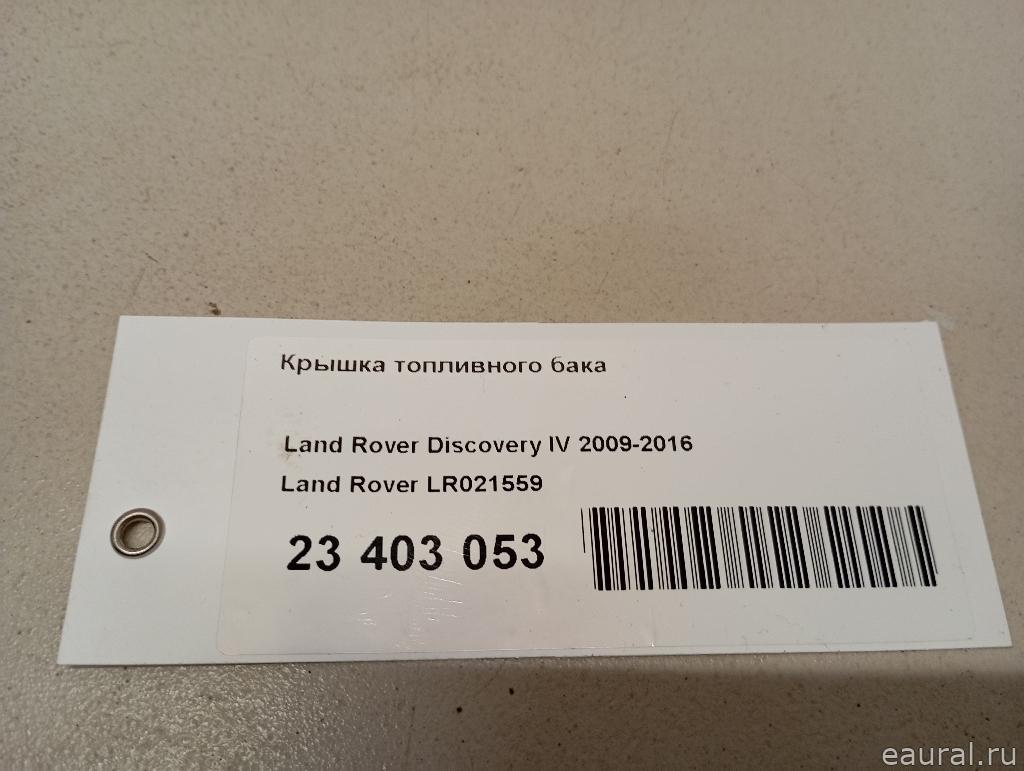 Крышка топливного бака
Land Rover Discovery IV 2009-2016
Land Rover LR021559
23 403 053
eaural.ru